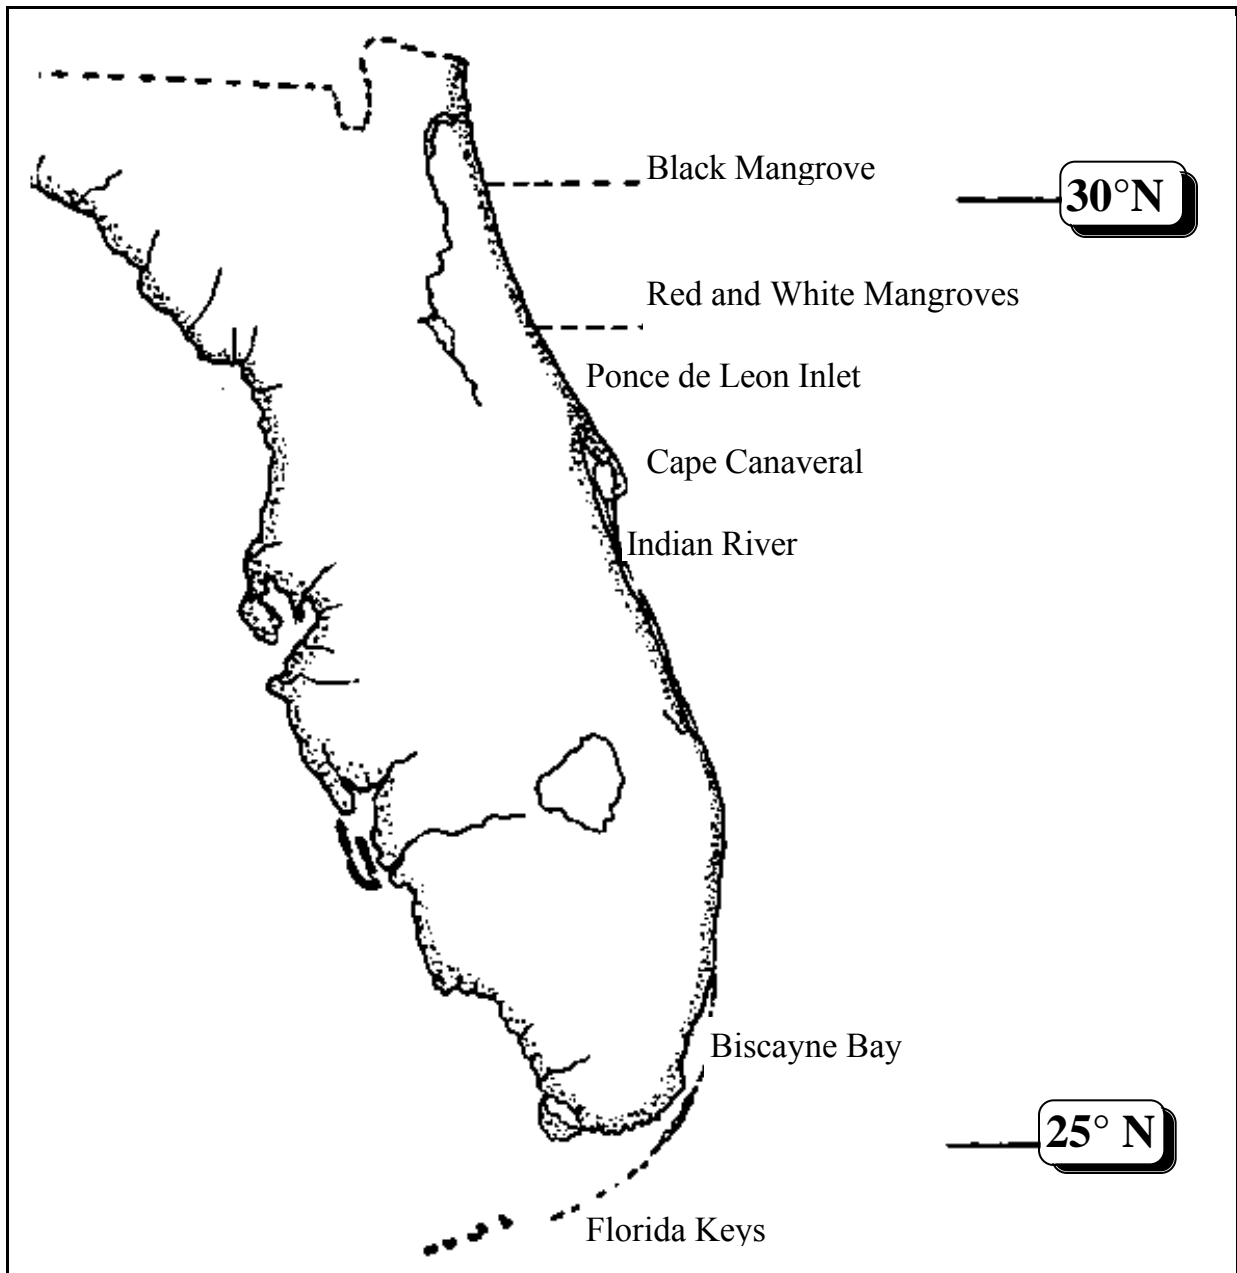 Black Mangrove
30°N
Red and White Mangroves
Ponce de Leon Inlet
Cape Canaveral
Indian River
Biscayne Bay
25° N
Florida Keys